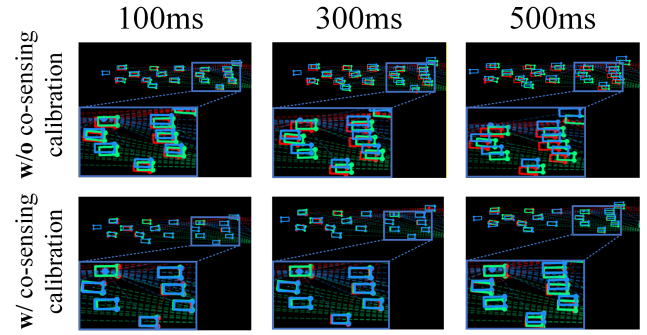 100ms 300ms 500ms
w/o co-sensing
calibration
w/ co-sensing
calibration